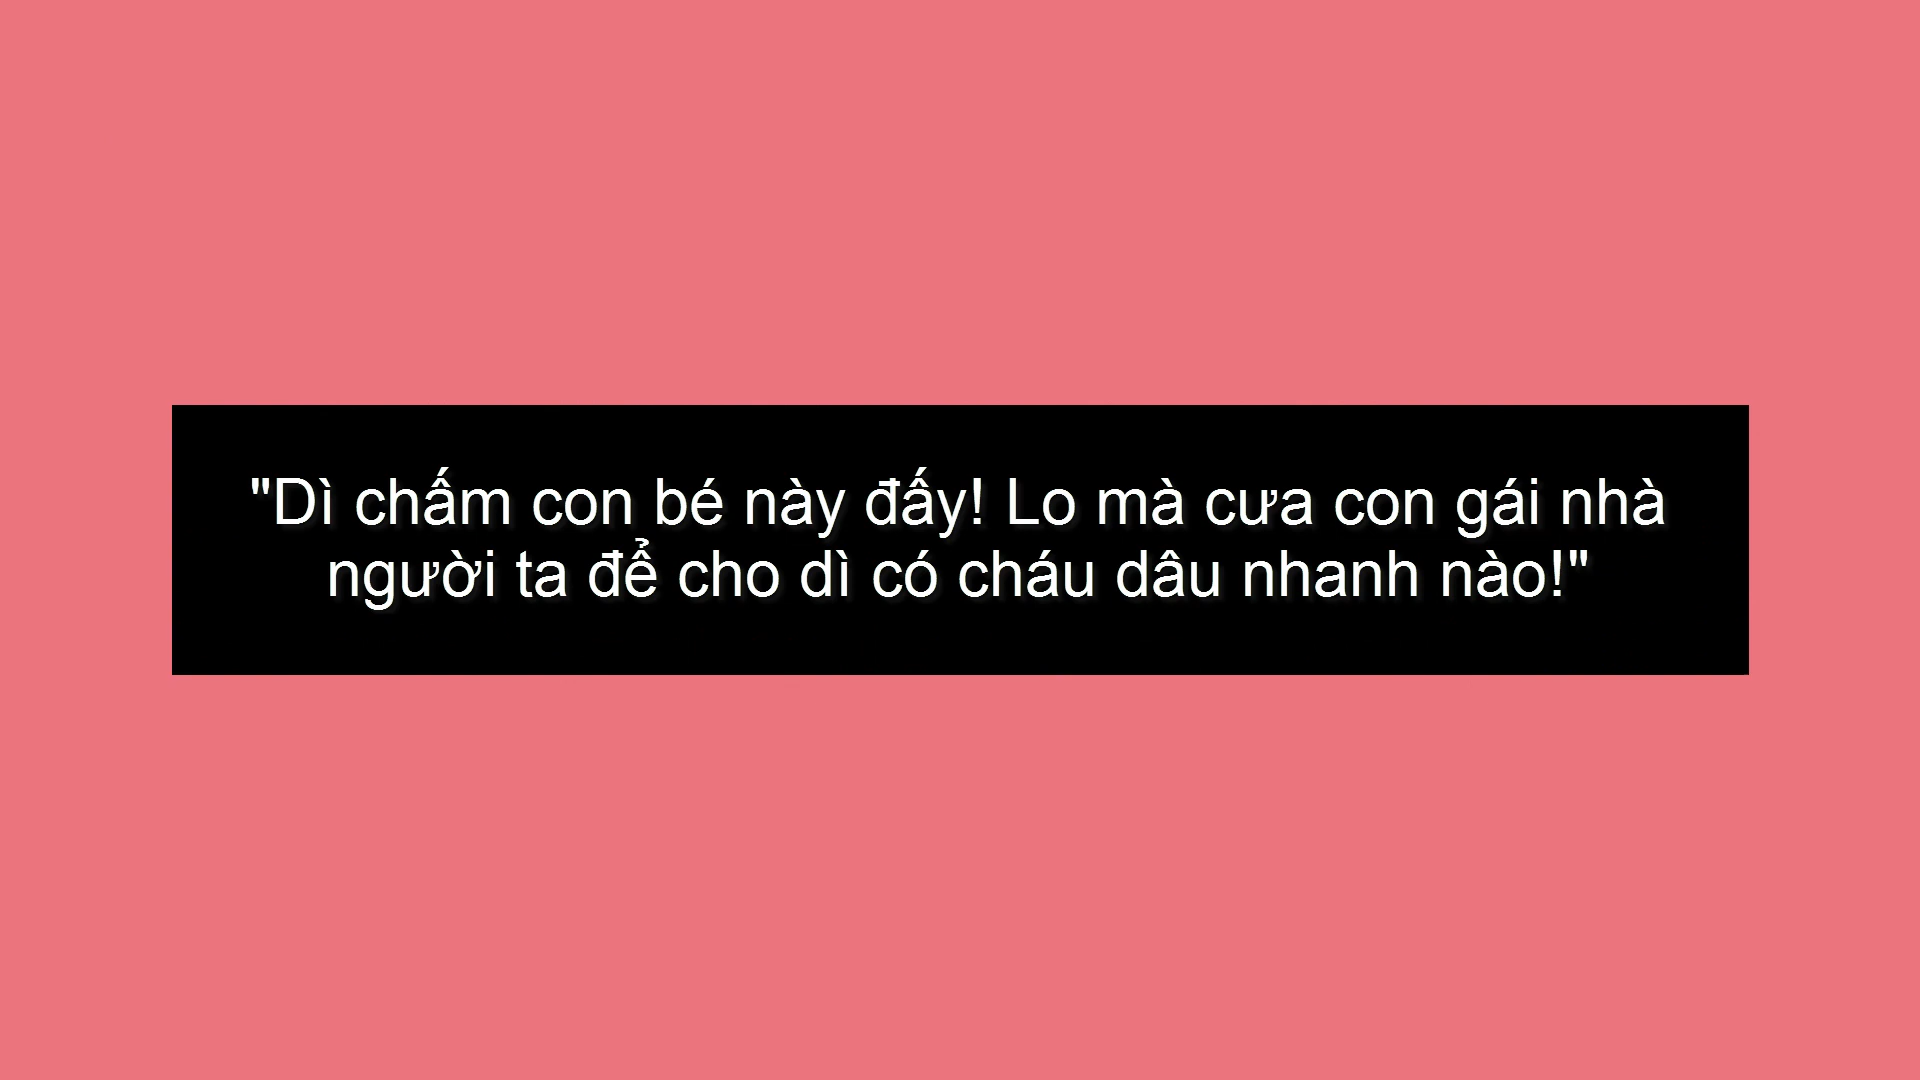 "Dì chấm con bé này đấy! Lo mà cưa con gái nhà
người ta để cho dì có cháu dâu nhanh nào!"